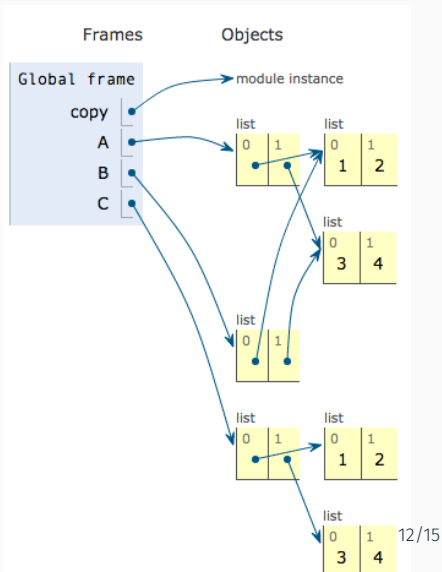 Frames Objects
Global frame
module instance
copy
list list
A 0 1 0 1
1 2
B
list
C 0 1
3 4
list
0 1
list list
0 1 0 1
1 2
list
0 1 12/15
3 4